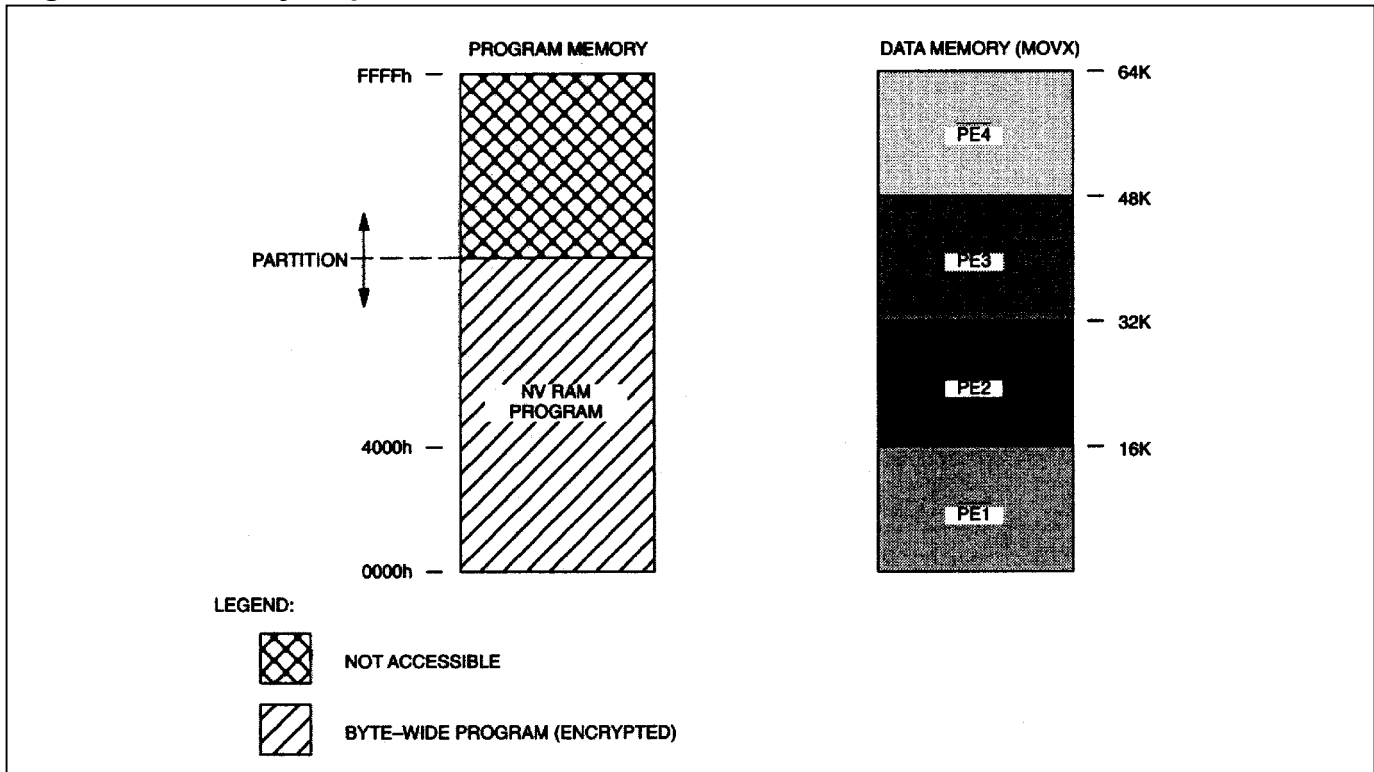 PROGRAM MEMORY
DATA MEMORY (MOVX)
FFFFh
64K
PE4
48K
PARTITION
PE3
32K
NV RAM
PROGRAM
PE2
4000h
16K
PE1
0000h
LEGEND:
NOT ACCESSIBLE
BYTE–WIDE PROGRAM (ENCRYPTED)